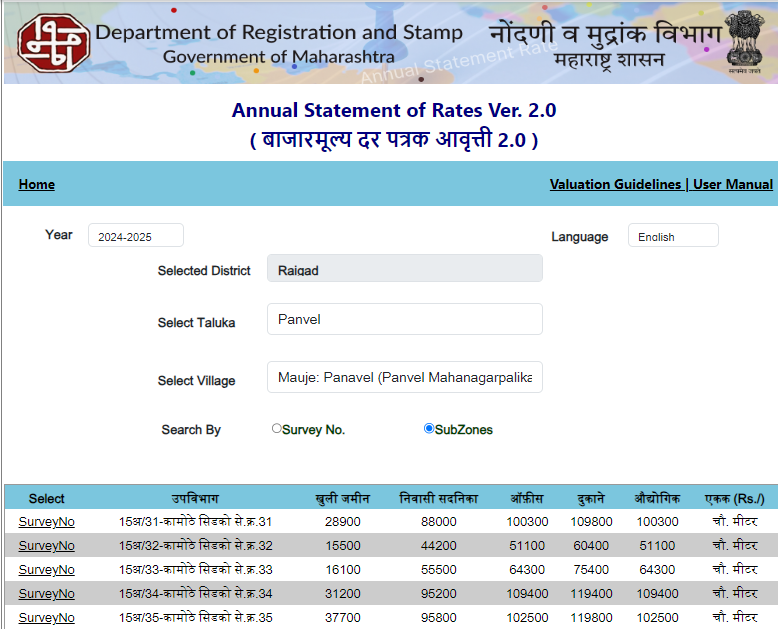 Department of Registration and Stamp
Government of Maharashtra
नोंदणी व मुद्रांक विभाग
महाराष्ट्र शासन
Annual Statement Rate
Annual Statement of Rates Ver. 2.0
( बाजारमूल्य दर पत्रक आवृत्ती 2.0 )
Home Valuation Guidelines | User Manual
Year 2024-2025 Language English
Selected District Raigad
Select Taluka Panvel
Select Village Mauje: Panavel (Panvel Mahanagarpalika
Search By Survey No. SubZones
Select उपविभाग खुली जमीन निवासी सदनिका ऑफ़ीस दुकाने औद्योगिक एकक (Rs./)
SurveyNo 15अ/31-कामोठे सिडको से.क्र.31 28900 88000 100300 109800 100300 चौ. मीटर
SurveyNo 15अ/32-कामोठे सिडको से.क्र.32 15500 44200 51100 60400 51100 चौ. मीटर
SurveyNo 15अ/33-कामोठे सिडको से.क्र.33 16100 55500 64300 75400 64300 चौ. मीटर
SurveyNo 15अ/34-कामोठे सिडको से.क्र.34 31200 95200 109400 119400 109400 चौ. मीटर
SurveyNo 15अ/35-कामोठे सिडको से.क्र.35 37700 95800 102500 119800 102500 चौ. मीटर